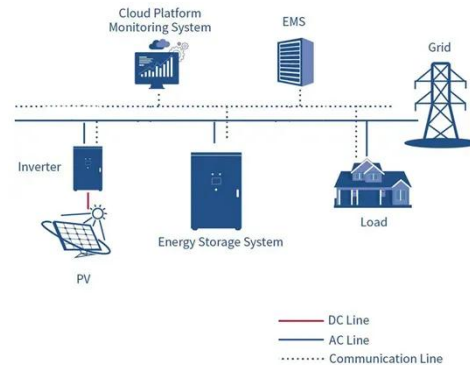 Cloud Platform
Monitoring System
EMS
Grid
Inverter
Energy Storage System
Load
PV
DC Line
AC Line
Communication Line